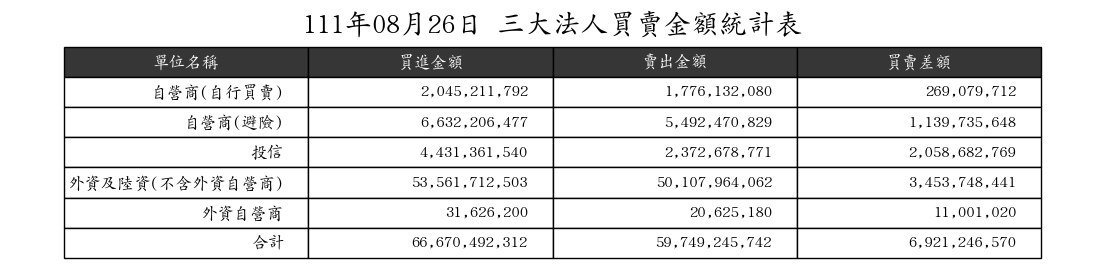 111年08月26日 三大法人買賣金額統計表
單位名稱 買進金額 賣出金額 買賣差額
自營商(自行買賣) 2,045,211,792 1,776,132,080 269,079,712
自營商(避險) 6,632,206,477 5,492,470,829 1,139,735,648
投信 4,431,361,540 2,372,678,771 2,058,682,769
外資及陸資(不含外資自營商) 53,561,712,503 50,107,964,062 3,453,748,441
外資自營商 31,626,200 20,625,180 11,001,020
合計 66,670,492,312 59,749,245,742 6,921,246,570